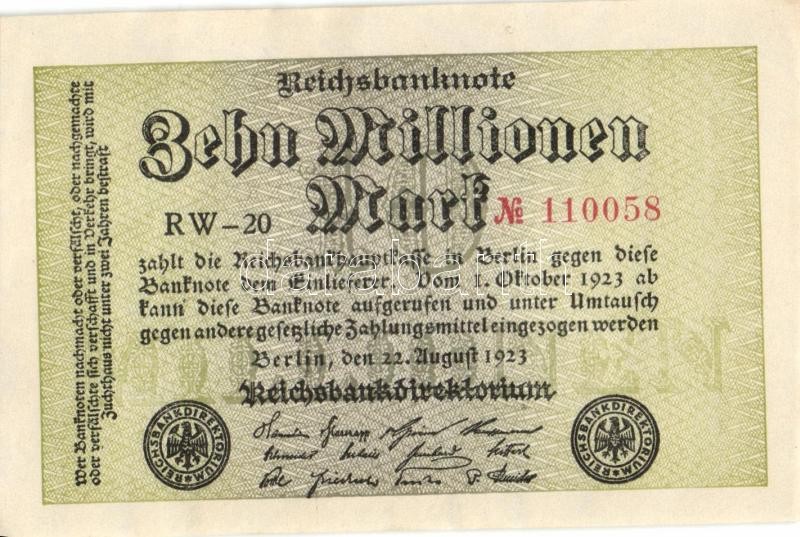 Reichsbanknote
Zehn Millionen
Mark
RW-20
№ 110058
zahlt die Reichsbankhauptkasse in Berlin gegen diese
Banknote dem Einlieferer. Vom 1. Oktober 1923 ab
kann diese Banknote aufgerufen und unter Umtausch
gegen andere gesetzliche Zahlungsmittel eingezogen werden
Berlin, den 22. August 1923
Reichsbankdirektorium
REICHSBANKDIREKTORIUM
REICHSBANKDIREKTORIUM
Wer Banknoten nachmacht oder verfälscht, oder nachgemachte
oder verfälschte sich verschafft und in Verkehr bringt, wird mit
Zuchthaus nicht unter zwei Jahren bestraft